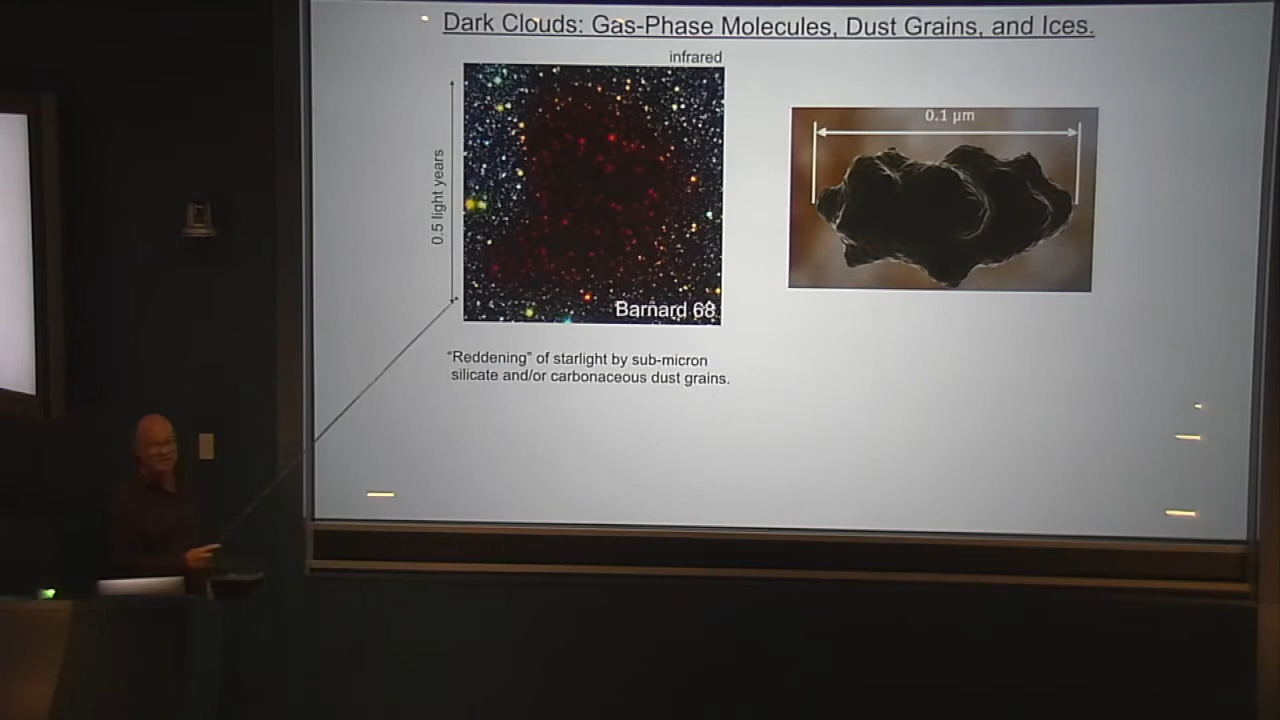 Dark Clouds: Gas-Phase Molecules, Dust Grains, and Ices.
infrared
0.5 light years
Barnard 68
0.1 µm
“Reddening” of starlight by sub-micron
silicate and/or carbonaceous dust grains.